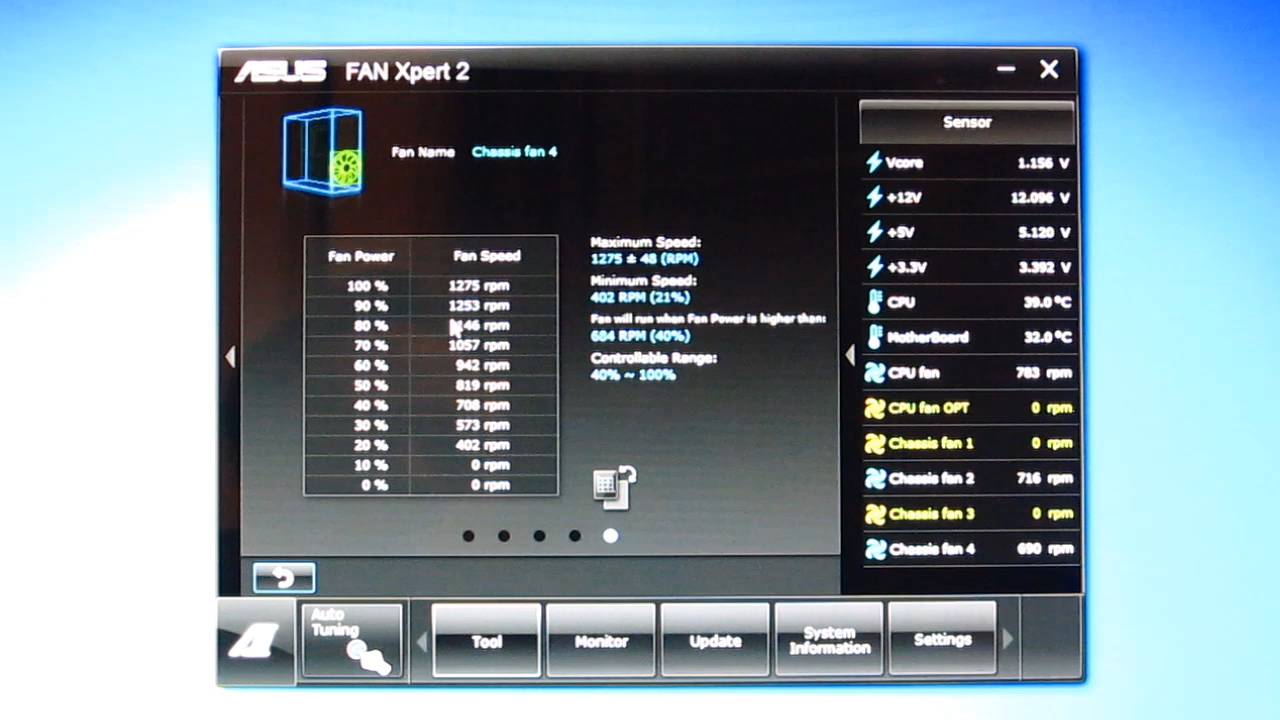 ASUS FAN Xpert 2
Fan Name Chassis fan 4
Fan Power Fan Speed
100 % 1275 rpm
90 % 1253 rpm
80 % 46 rpm
70 % 1057 rpm
60 % 942 rpm
50 % 819 rpm
40 % 708 rpm
30 % 573 rpm
20 % 402 rpm
10 % 0 rpm
0 % 0 rpm
Maximum Speed:
1275 ± 48 (RPM)
Minimum Speed:
402 RPM (21%)
Fan will run when Fan Power is higher than:
684 RPM (40%)
Controllable Range:
40% ~ 100%
Sensor
Vcore 1.156 V
+12V 12.096 V
+5V 5.120 V
+3.3V 3.392 V
CPU 39.0 ºC
MotherBoard 32.0 ºC
CPU fan 783 rpm
CPU fan OPT 0 rpm
Chassis fan 1 0 rpm
Chassis fan 2 716 rpm
Chassis fan 3 0 rpm
Chassis fan 4 690 rpm
Auto
Tuning
Tool
Monitor
Update
System
Information
Settings